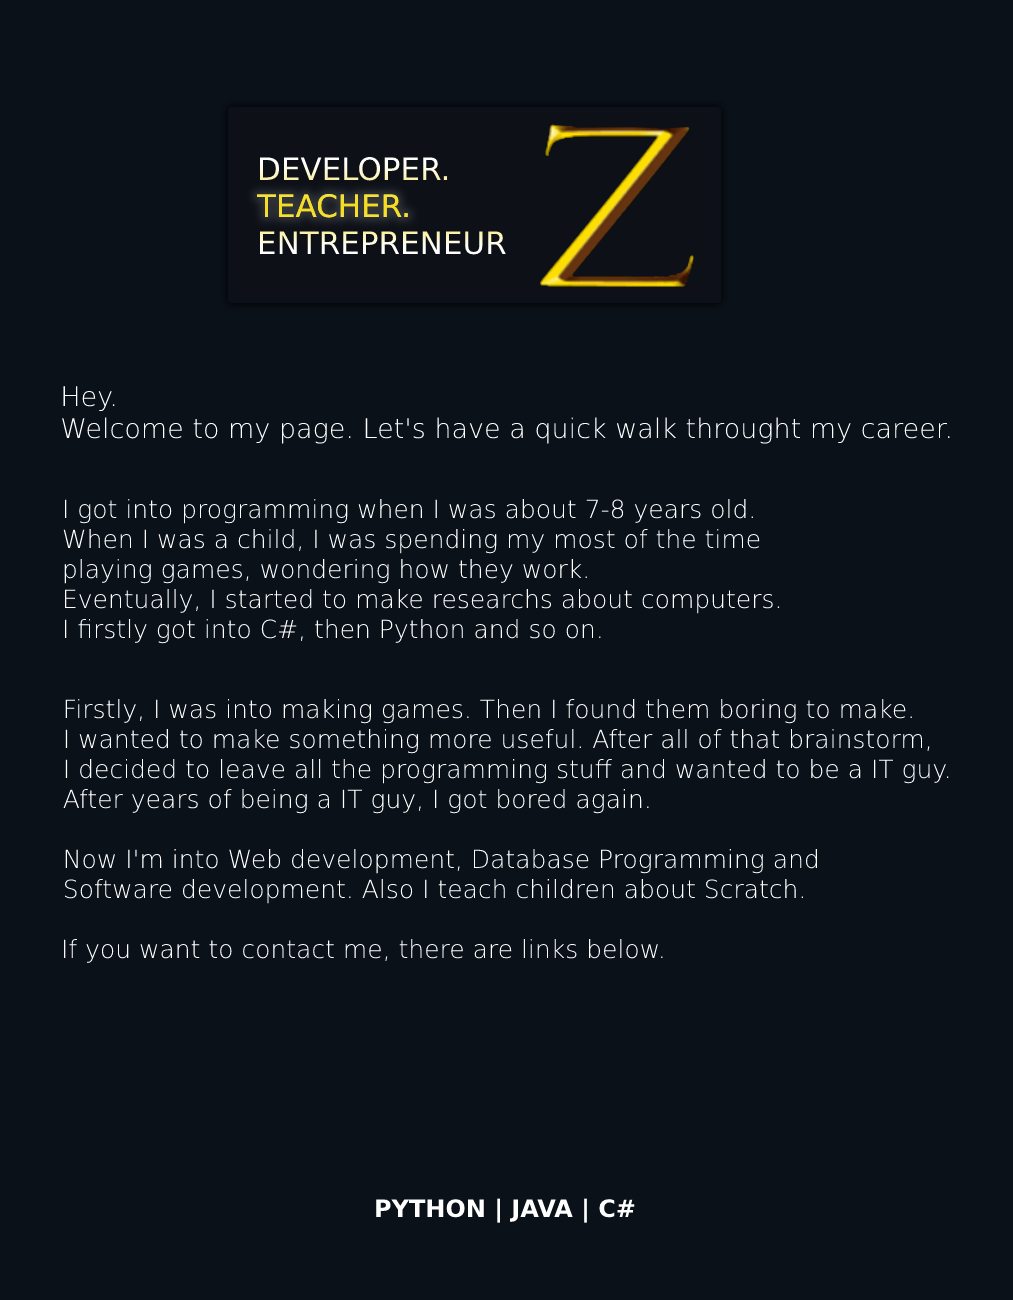 DEVELOPER.
TEACHER.
ENTREPRENEUR
Z
Hey.
Welcome to my page. Let's have a quick walk throught my career.
I got into programming when I was about 7-8 years old.
When I was a child, I was spending my most of the time
playing games, wondering how they work.
Eventually, I started to make researchs about computers.
I firstly got into C#, then Python and so on.
Firstly, I was into making games. Then I found them boring to make.
I wanted to make something more useful. After all of that brainstorm,
I decided to leave all the programming stuff and wanted to be a IT guy.
After years of being a IT guy, I got bored again.
Now I'm into Web development, Database Programming and
Software development. Also I teach children about Scratch.
If you want to contact me, there are links below.
PYTHON | JAVA | C#